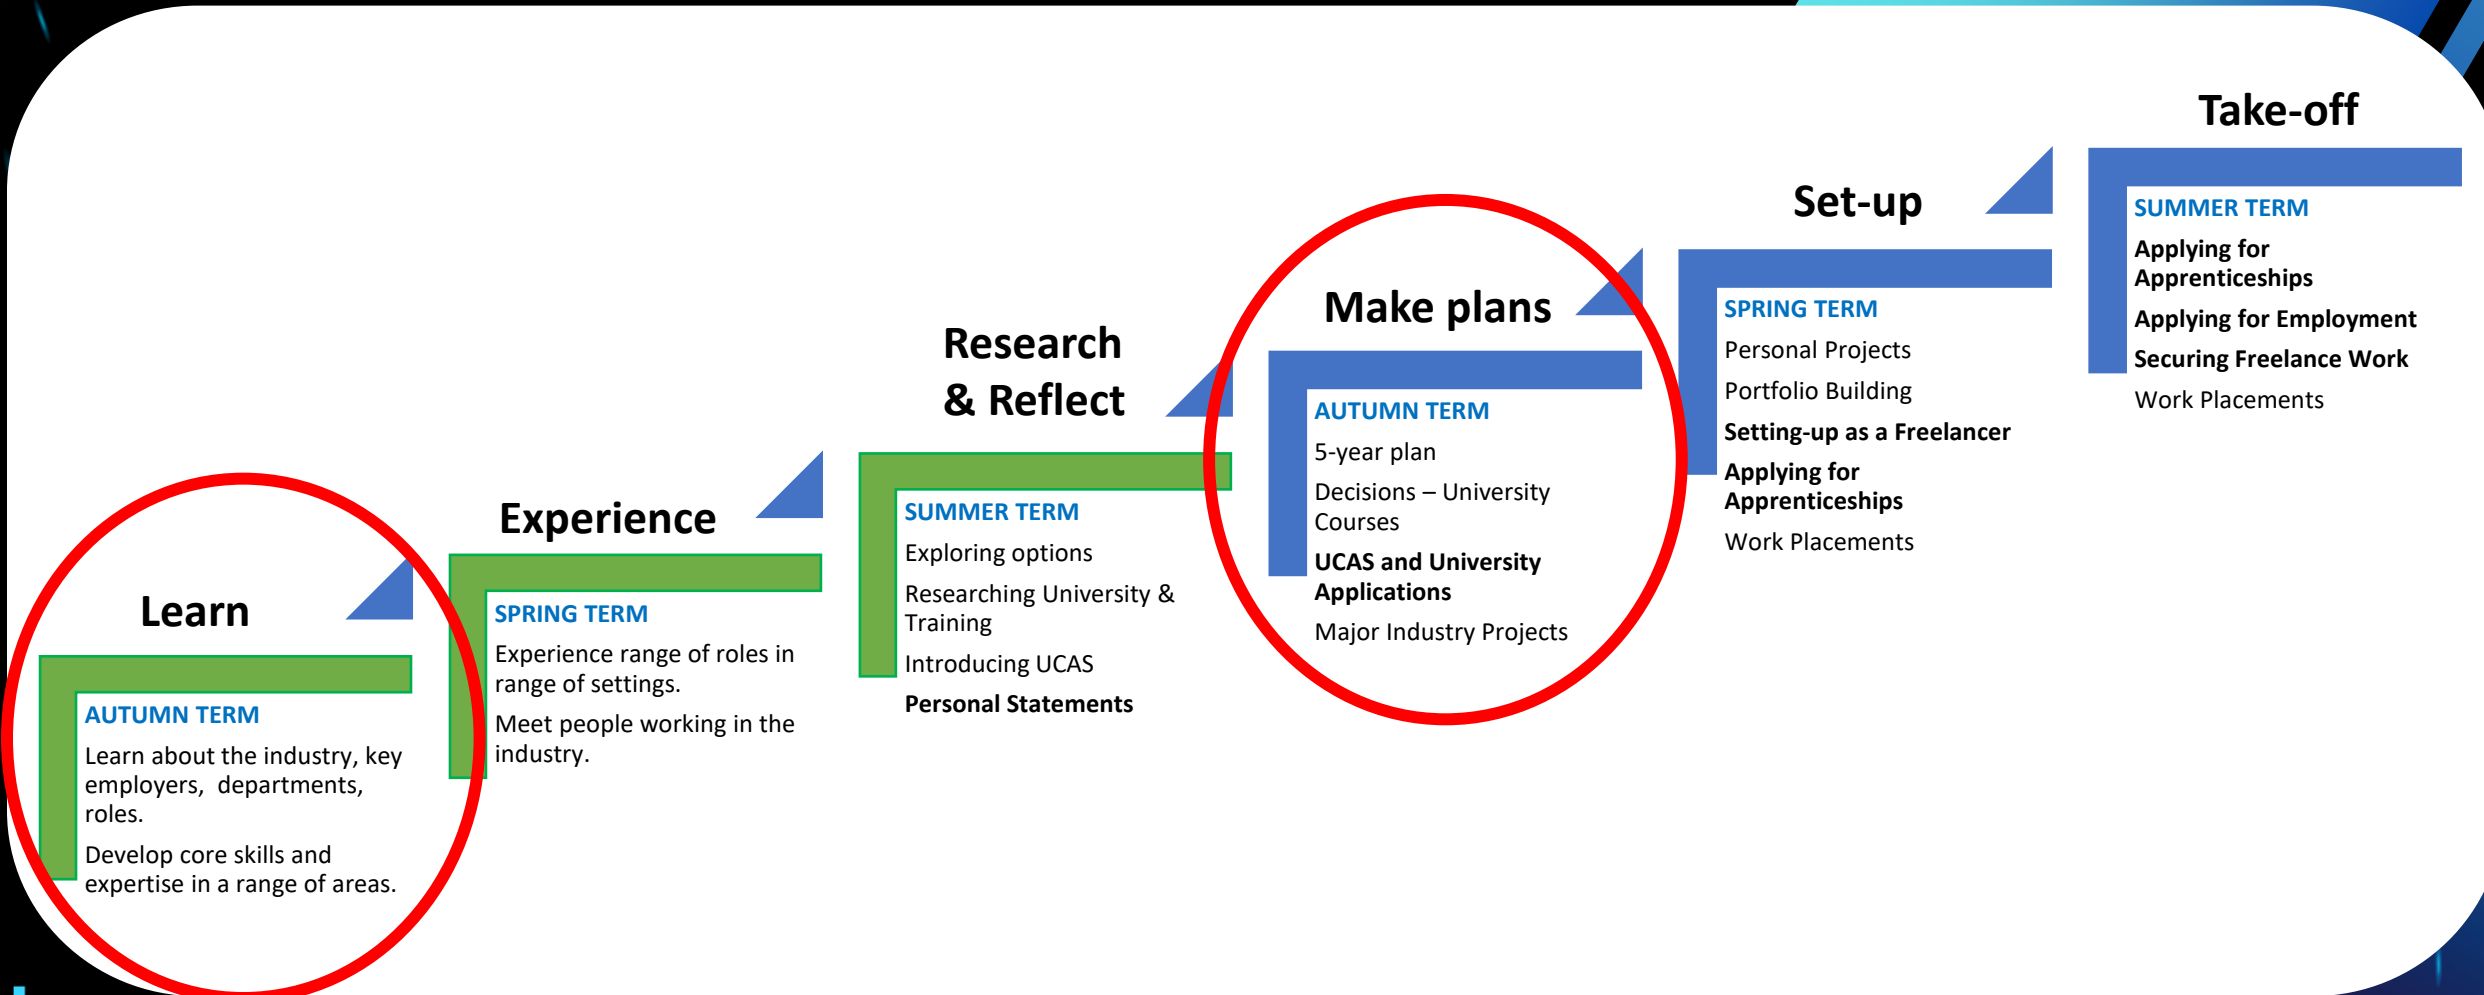 Learn
AUTUMN TERM
Learn about the industry, key
employers, departments,
roles.
Develop core skills and
expertise in a range of areas.
Experience
SPRING TERM
Experience range of roles in
range of settings.
Meet people working in the
industry.
Research
& Reflect
SUMMER TERM
Exploring options
Researching University &
Training
Introducing UCAS
Personal Statements
Make plans
AUTUMN TERM
5-year plan
Decisions – University
Courses
UCAS and University
Applications
Major Industry Projects
Set-up
SPRING TERM
Personal Projects
Portfolio Building
Setting-up as a Freelancer
Applying for
Apprenticeships
Work Placements
Take-off
SUMMER TERM
Applying for
Apprenticeships
Applying for Employment
Securing Freelance Work
Work Placements